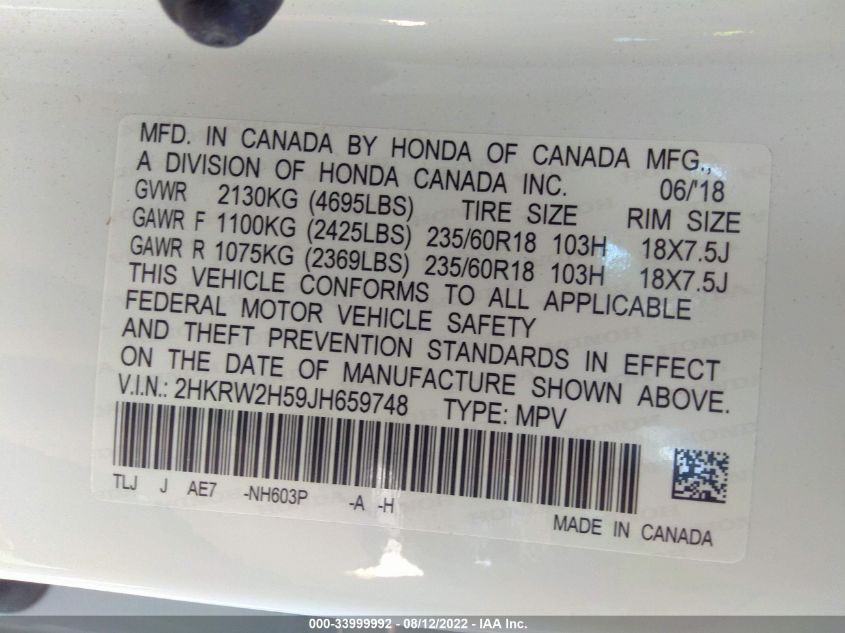 MFD. IN CANADA BY HONDA OF CANADA MFG.,
A DIVISION OF HONDA CANADA INC. 06/'18
GVWR 2130KG (4695LBS) TIRE SIZE RIM SIZE
GAWR F 1100KG (2425LBS) 235/60R18 103H 18X7.5J
GAWR R 1075KG (2369LBS) 235/60R18 103H 18X7.5J
THIS VEHICLE CONFORMS TO ALL APPLICABLE
FEDERAL MOTOR VEHICLE SAFETY
AND THEFT PREVENTION STANDARDS IN EFFECT
ON THE DATE OF MANUFACTURE SHOWN ABOVE.
V.I.N.: 2HKRW2H59JH659748 TYPE: MPV
TLJ J AE7 -NH603P -A -H
MADE IN CANADA
000-33999992 - 08/12/2022 - IAA Inc.